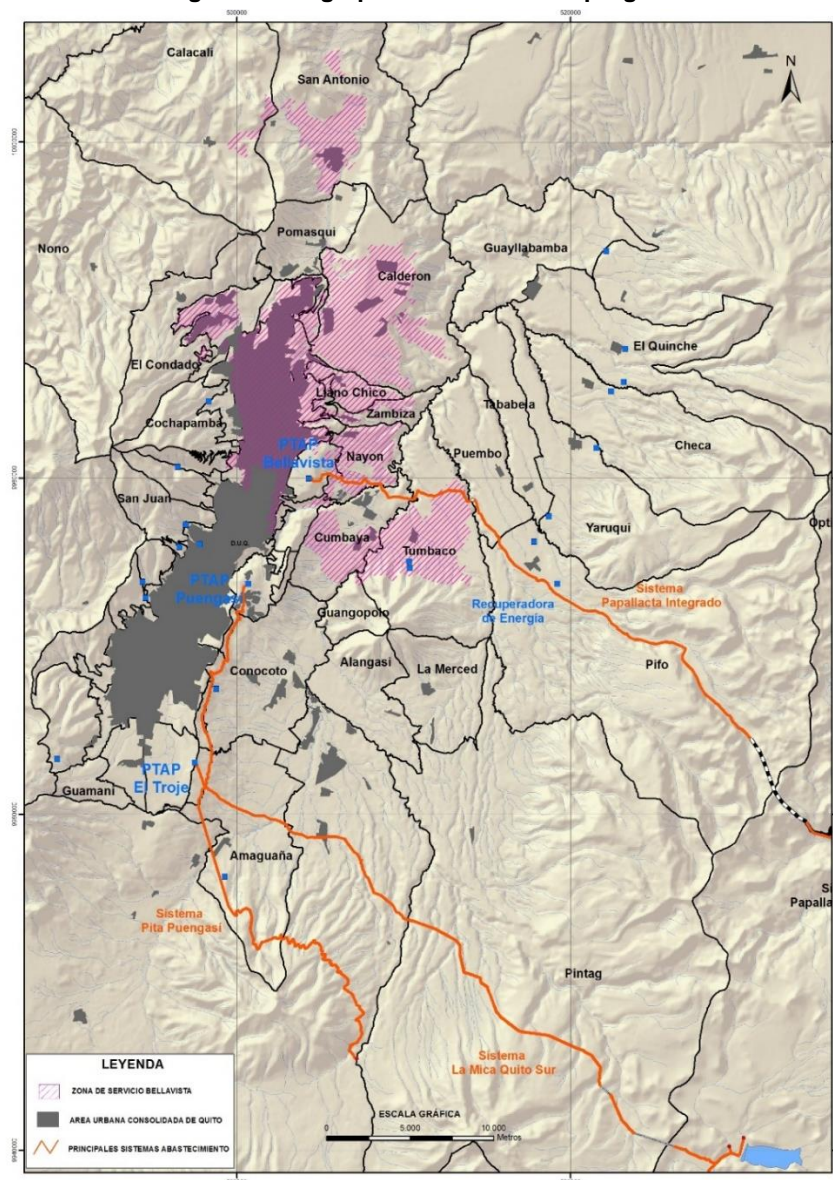 Calacali
San Antonio
N
Pomasqui
Nono
Guayllabamba
Calderon
El Condado
El Quinche
Llano Chico
Cochapamba
Zambiza
Tababela
PTAP
Bellavista
Nayon
Puembo
Checa
San Juan
Yaruqui
Cumbaya
Tumbaco
PTAP
Puengasi
Recuperadora
de Energía
Sistema
Papallacta Integrado
Guangopolo
Alangasi
La Merced
Pifo
Conocoto
PTAP
El Troje
Guamani
Amaguaña
Sistema
Pita Puengasi
Pintag
Sistema
La Mica Quito Sur
LEYENDA
ZONA DE SERVICIO BELLAVISTA
AREA URBANA CONSOLIDADA DE QUITO
PRINCIPALES SISTEMAS ABASTECIMIENTO
ESCALA GRÁFICA
0 5.000 10.000
Metros